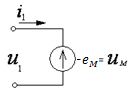 i₁
u₁
-eₘ= uₘ